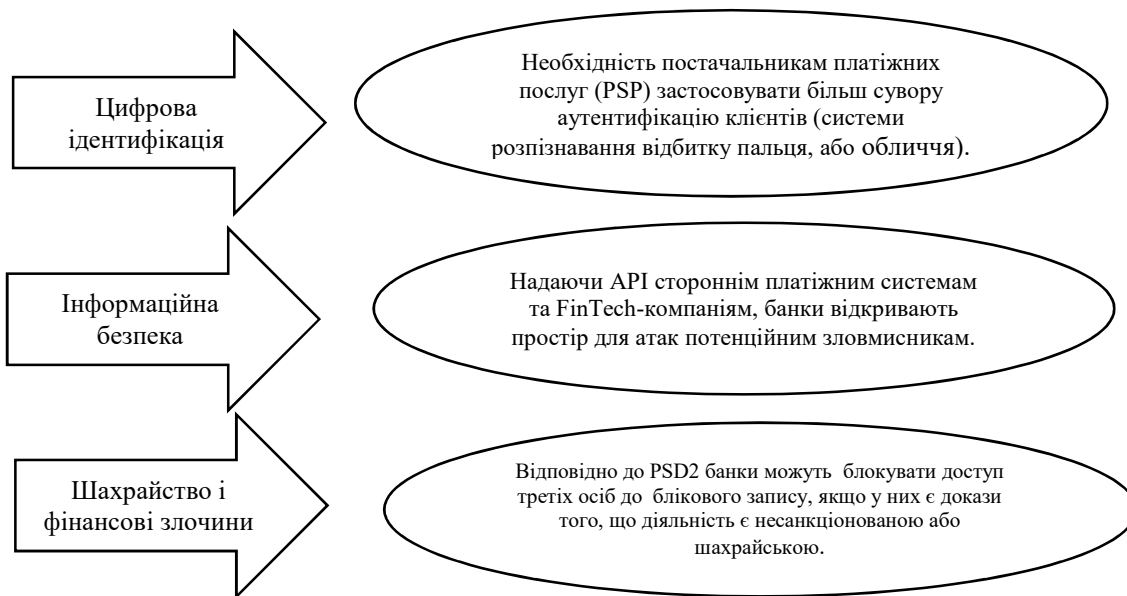 Цифрова
ідентифікація
Необхідність постачальникам платіжних
послуг (PSP) застосовувати більш сувору
аутентифікацію клієнтів (системи
розпізнавання відбитку пальця, або обличчя).
Інформаційна
безпека
Надаючи API стороннім платіжним системам
та FinTech-компаніям, банки відкривають
простір для атак потенційним зловмисникам.
Шахрайство і
фінансові злочини
Відповідно до PSD2 банки можуть блокувати доступ
третіх осіб до блікового запису, якщо у них є докази
того, що діяльність є несанкціонованою або
шахрайською.